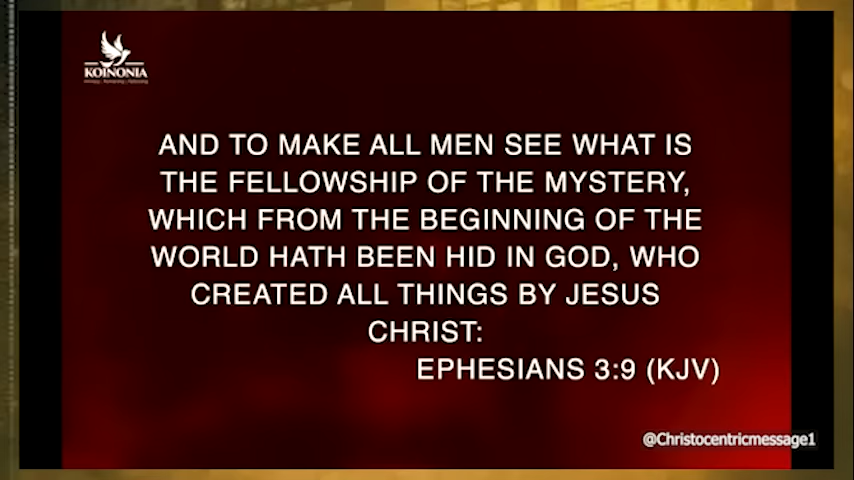 KOINONIA
AND TO MAKE ALL MEN SEE WHAT IS
THE FELLOWSHIP OF THE MYSTERY,
WHICH FROM THE BEGINNING OF THE
WORLD HATH BEEN HID IN GOD, WHO
CREATED ALL THINGS BY JESUS
CHRIST:
EPHESIANS 3:9 (KJV)
@Christocentricmessage1